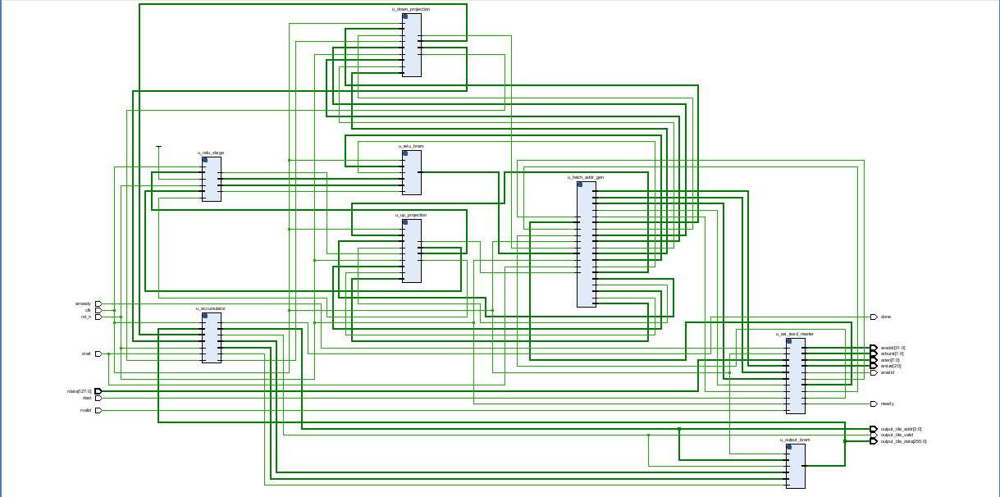 u_down_projection
u_relu_stage
u_relu_bram
u_fetch_addr_gen
u_up_projection
arready
clk
rst_n
u_accumulator
done
u_axi_read_master
araddr[31:0]
arburst[1:0]
arlen[7:0]
arsize[2:0]
arvalid
start
rdata[127:0]
rlast
rready
rvalid
output_tile_addr[3:0]
output_tile_valid
output_tile_data[255:0]
u_output_bram